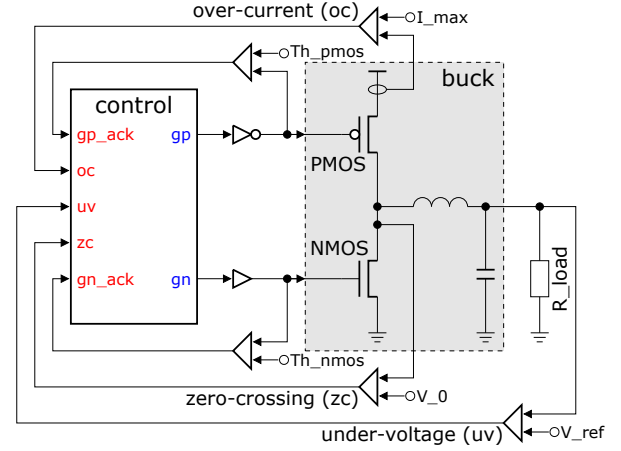 over-current (oc)
I_max
Th_pmos
buck
control
gp_ack
gp
PMOS
oc
uv
zc
NMOS
gn_ack
gn
R_load
Th_nmos
zero-crossing (zc)
V_0
under-voltage (uv)
V_ref